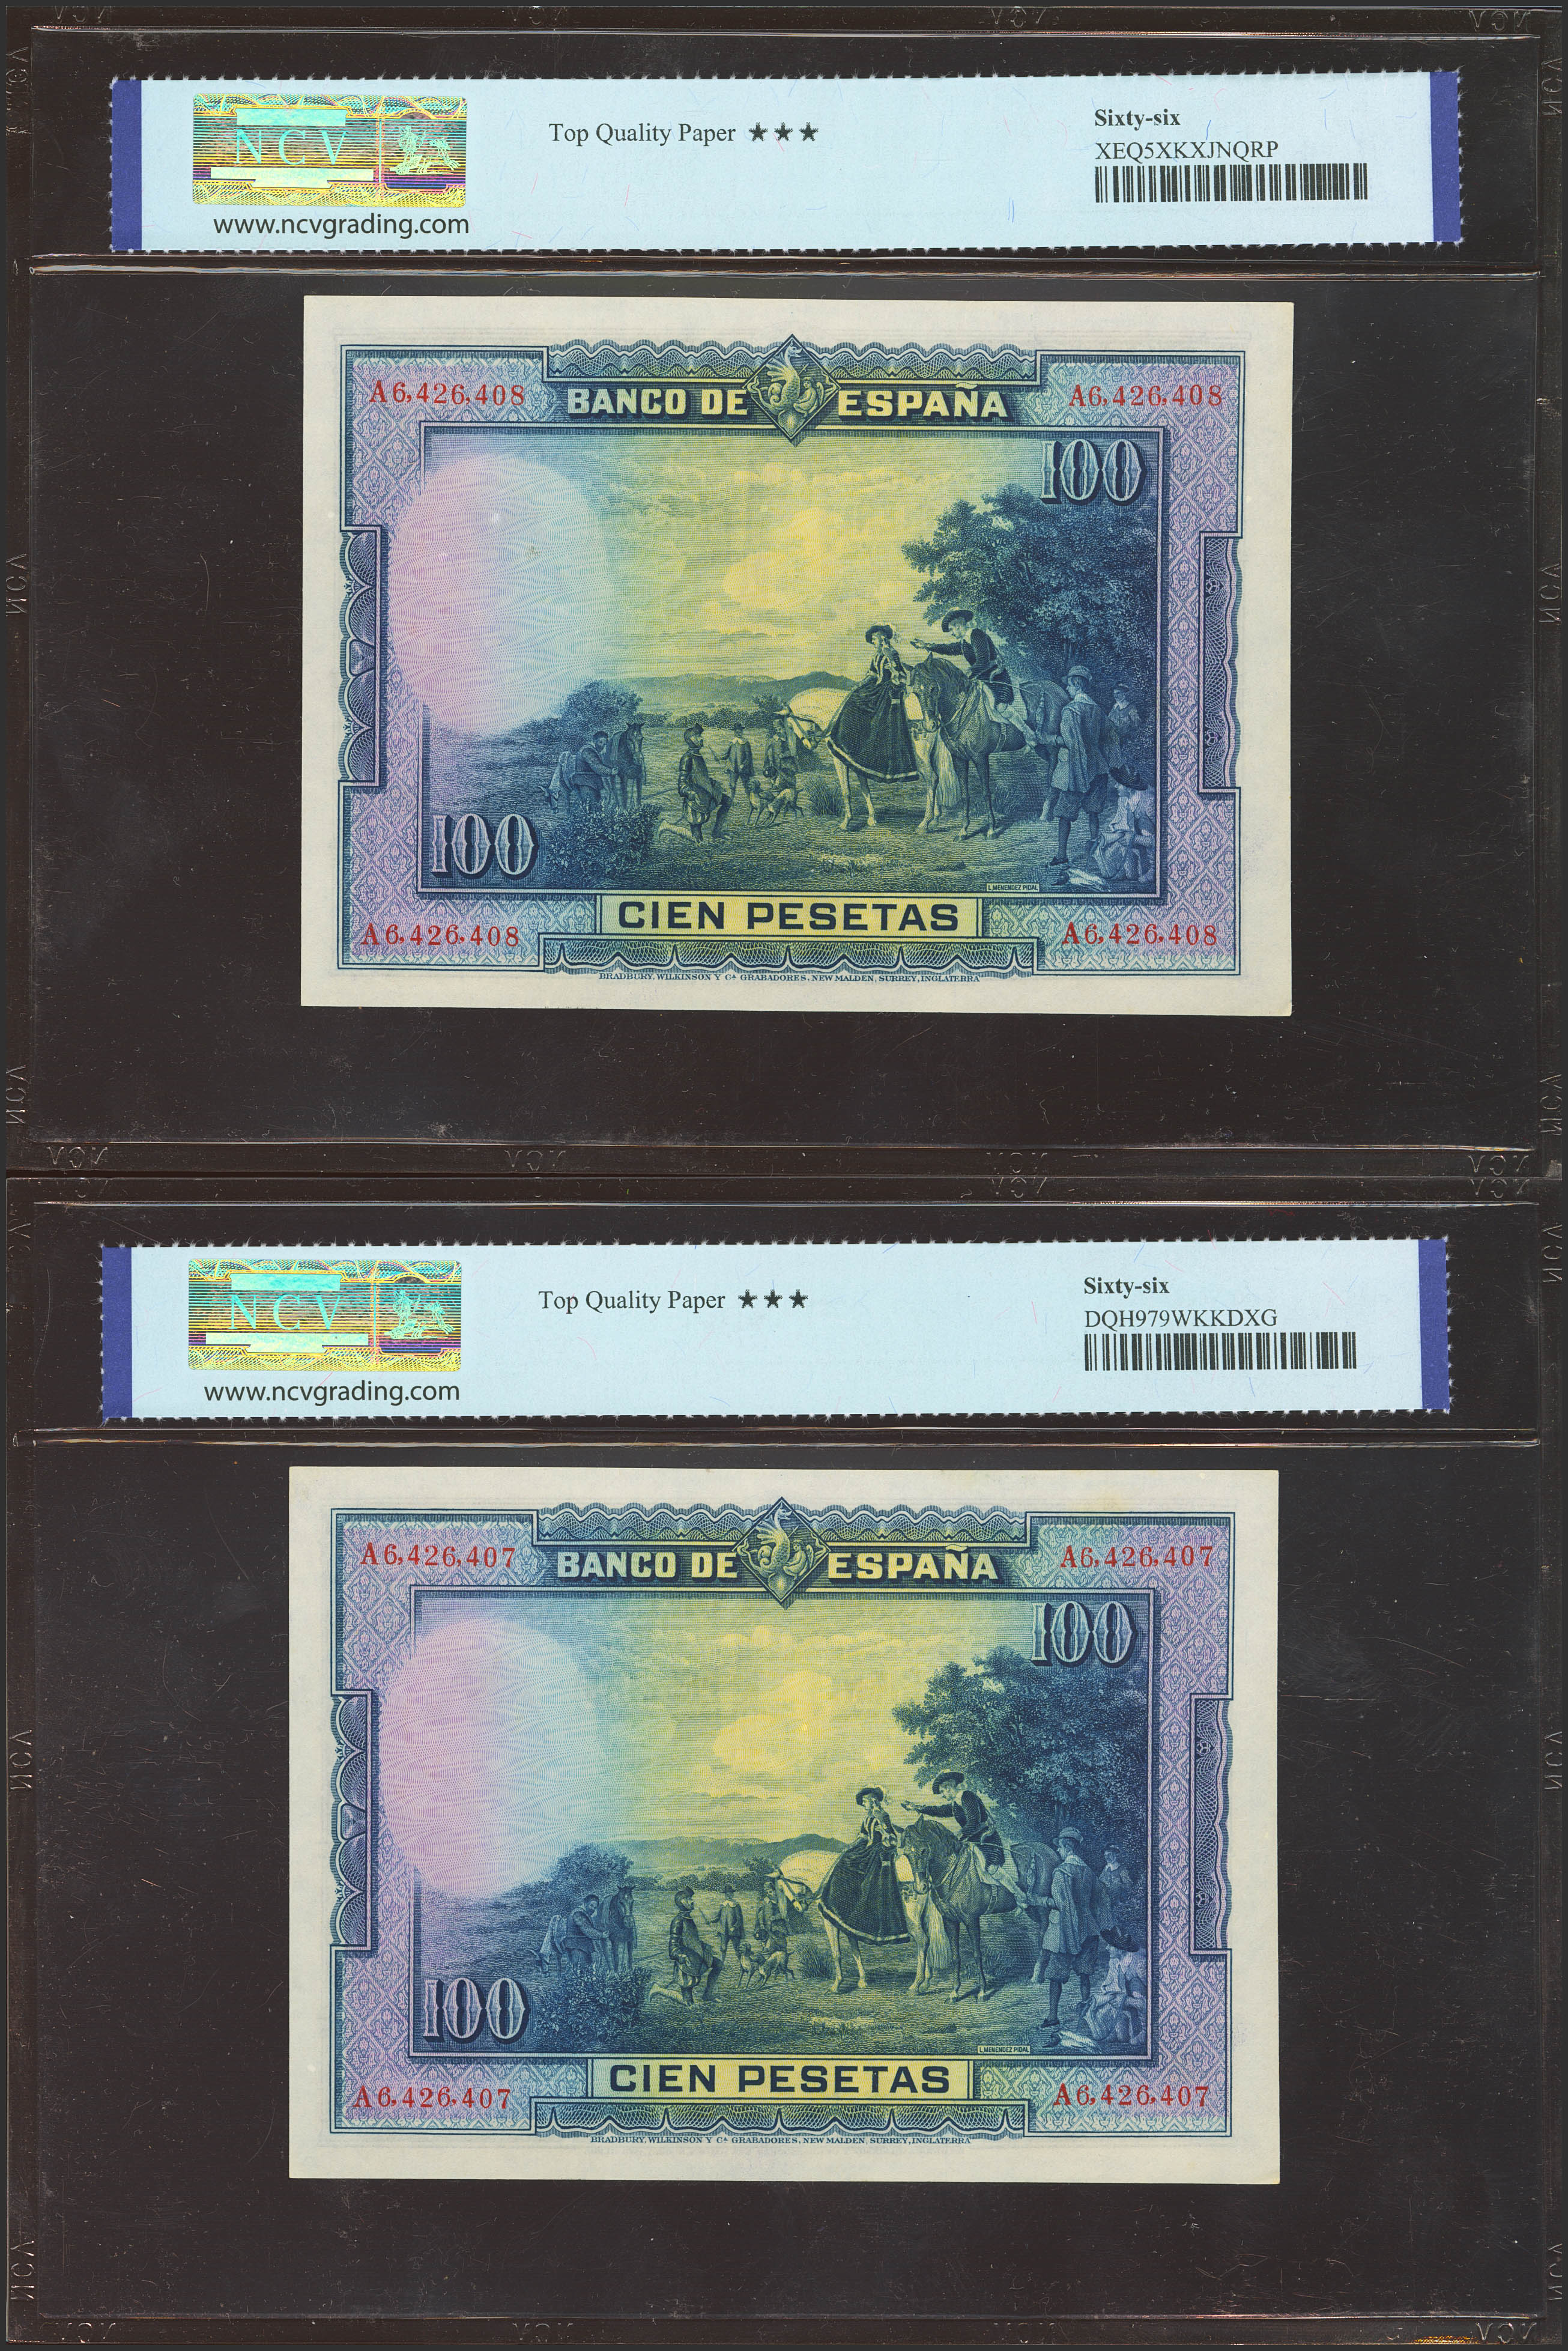 NCV
www.ncvgrading.com
Top Quality Paper ★★★
Sixty-six
XEQ5XKXJNQRP
A6,426,408 BANCO DE ESPAÑA A6,426,408
100
100
L.MENENDEZ PIDAL
CIEN PESETAS
A6,426,408 A6,426,408
BRADBURY, WILKINSON Y Cª GRABADORES, NEW MALDEN, SURREY, INGLATERRA
NCV
www.ncvgrading.com
Top Quality Paper ★★★
Sixty-six
DQH979WKKDXG
A6,426,407 BANCO DE ESPAÑA A6,426,407
100
100
L.MENENDEZ PIDAL
CIEN PESETAS
A6,426,407 A6,426,407
BRADBURY, WILKINSON Y Cª GRABADORES, NEW MALDEN, SURREY, INGLATERRA